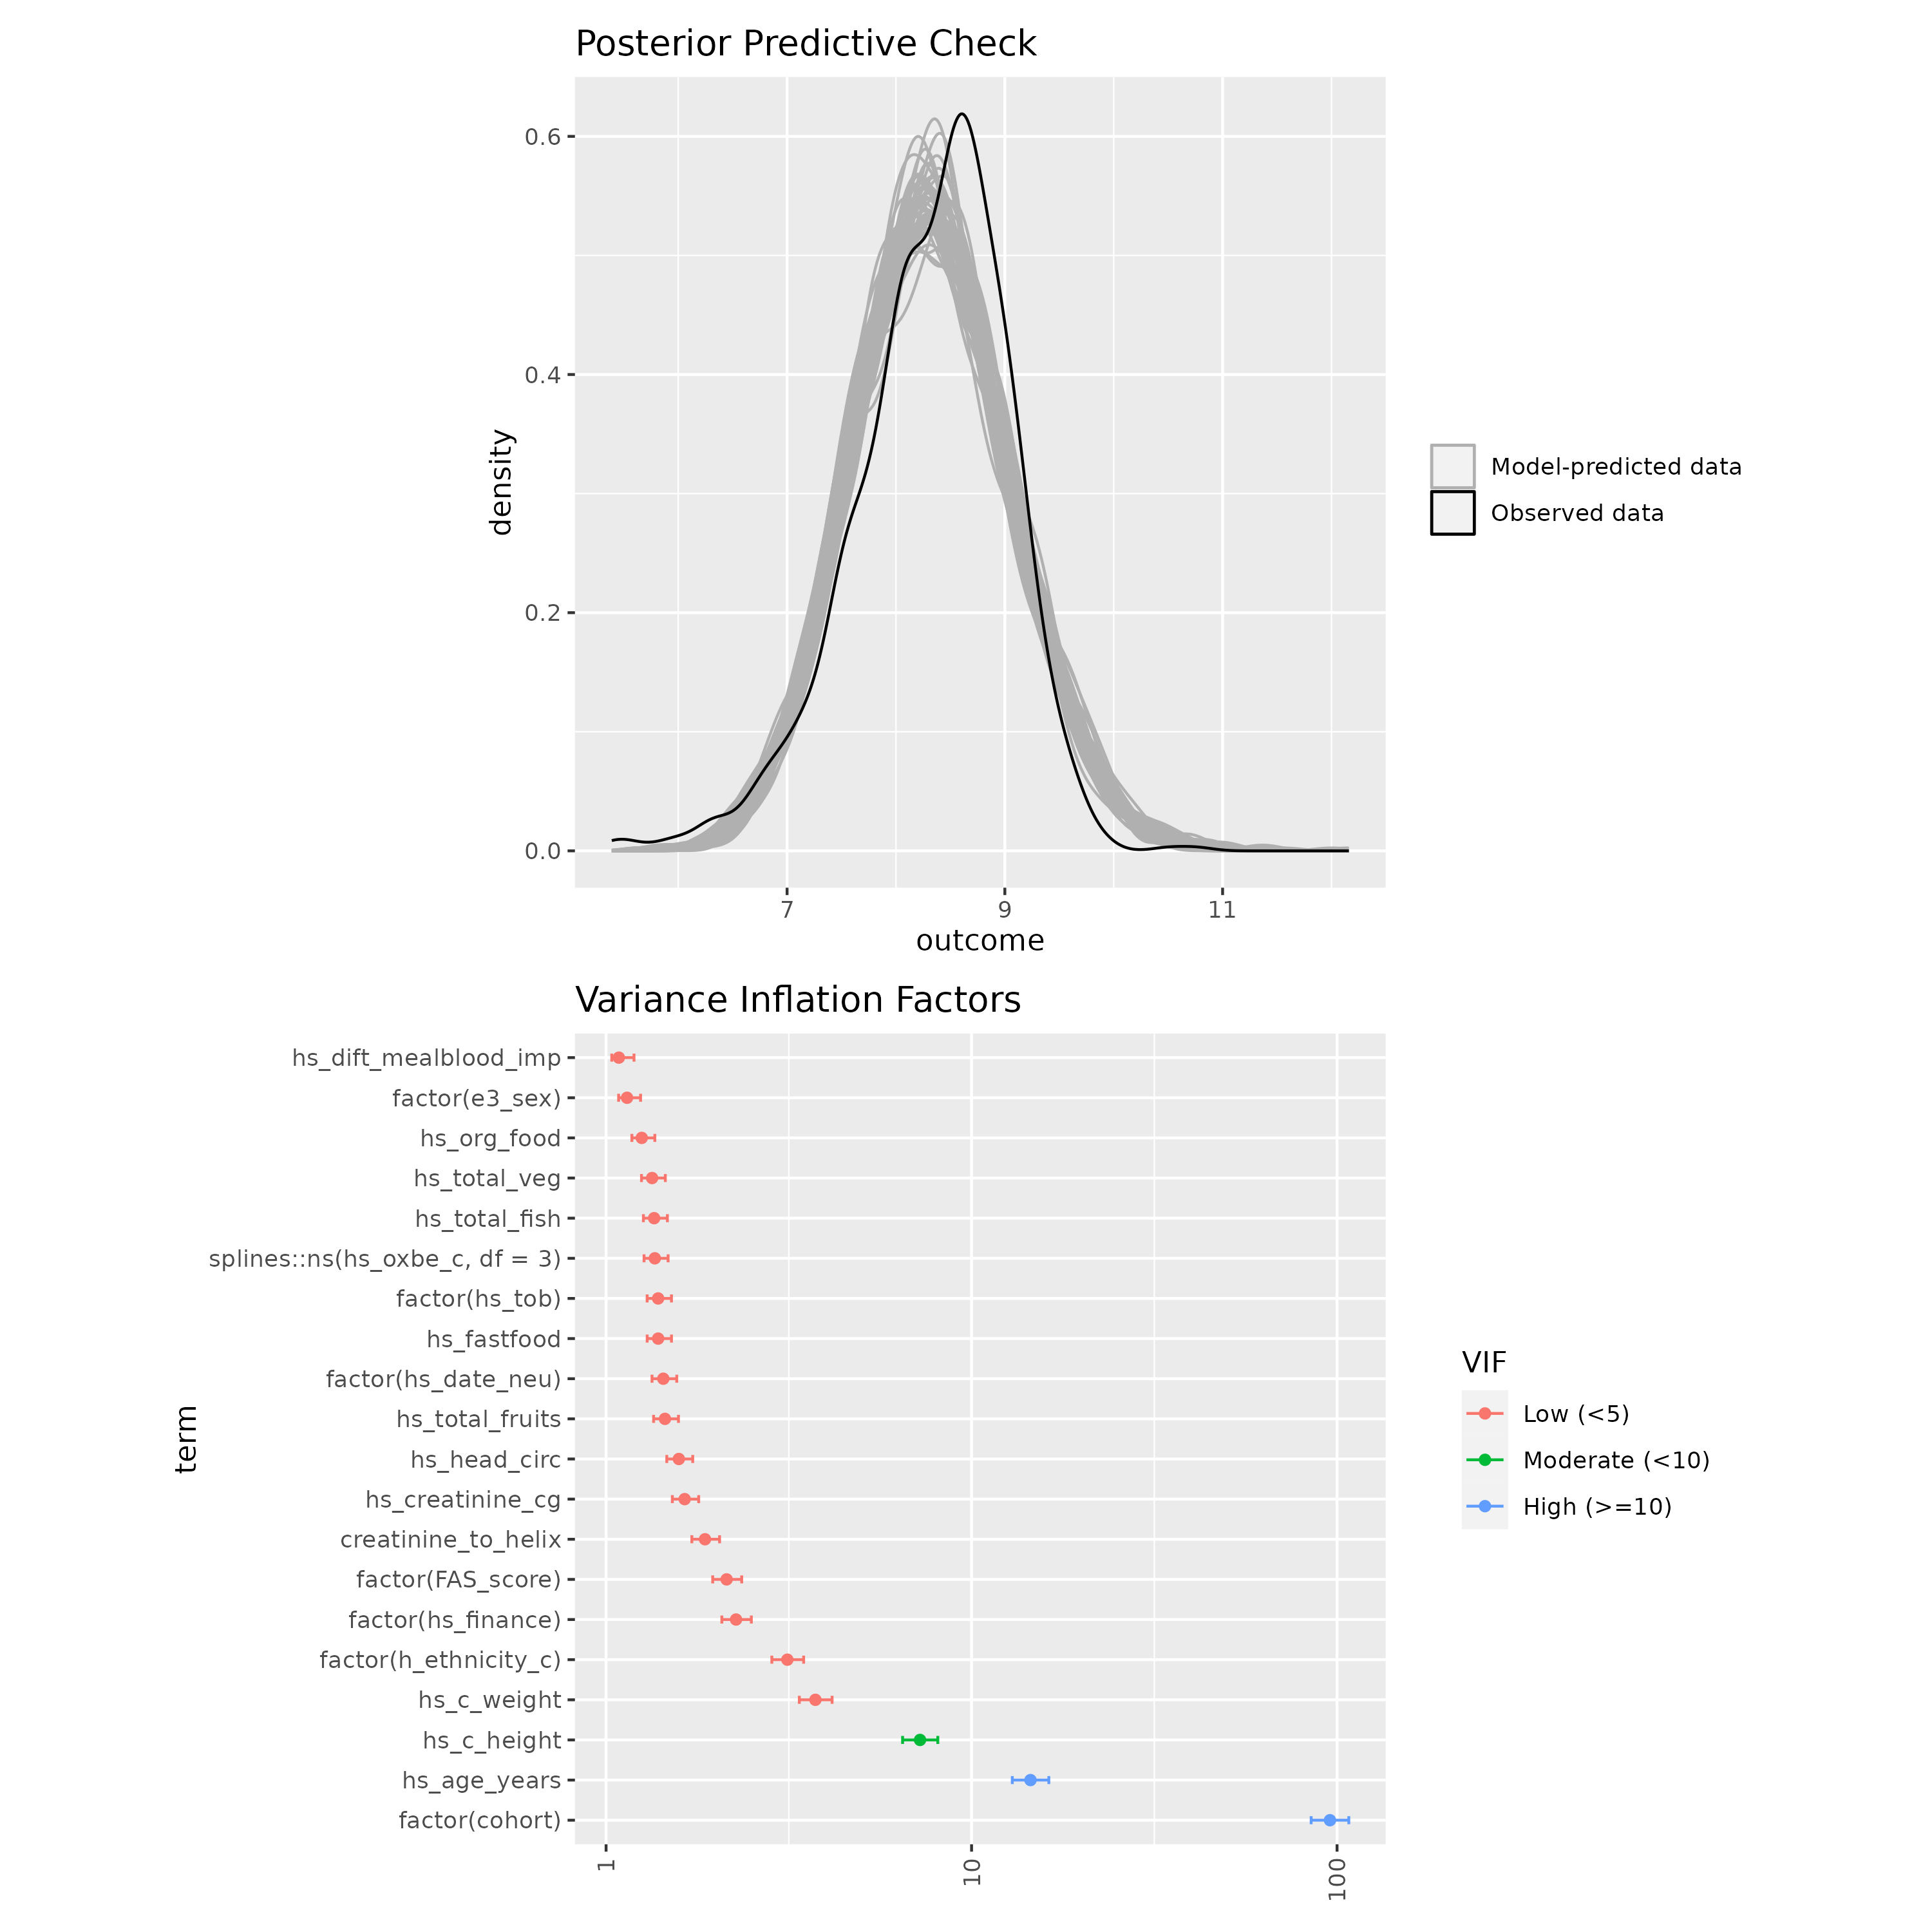 Posterior Predictive Check
0.6
0.4
0.2
0.0
density
7
9
11
outcome
Model-predicted data
Observed data
Variance Inflation Factors
hs_dift_mealblood_imp
factor(e3_sex)
hs_org_food
hs_total_veg
hs_total_fish
splines::ns(hs_oxbe_c, df = 3)
factor(hs_tob)
hs_fastfood
factor(hs_date_neu)
hs_total_fruits
hs_head_circ
hs_creatinine_cg
creatinine_to_helix
factor(FAS_score)
factor(hs_finance)
factor(h_ethnicity_c)
hs_c_weight
hs_c_height
hs_age_years
factor(cohort)
term
1
10
100
VIF
Low (<5)
Moderate (<10)
High (>=10)